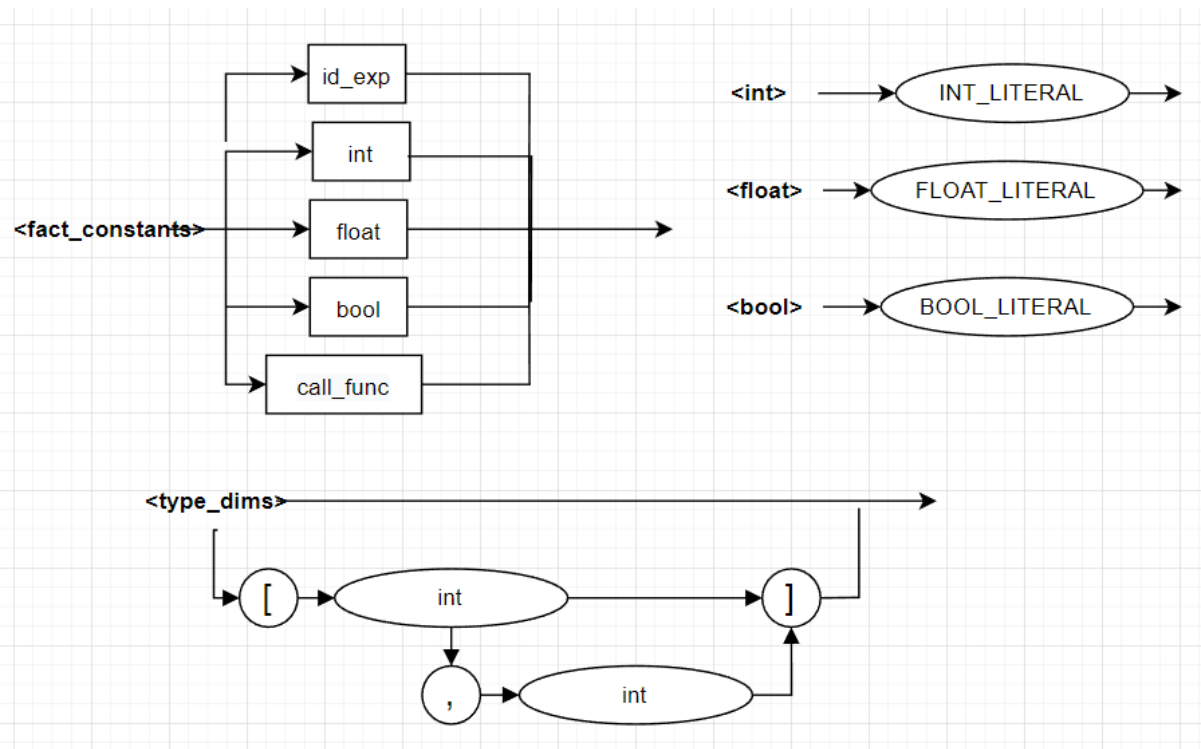 id_exp
int
<fact_constants>
float
bool
call_func
<int>
INT_LITERAL
<float>
FLOAT_LITERAL
<bool>
BOOL_LITERAL
<type_dims>
[
int
]
,
int